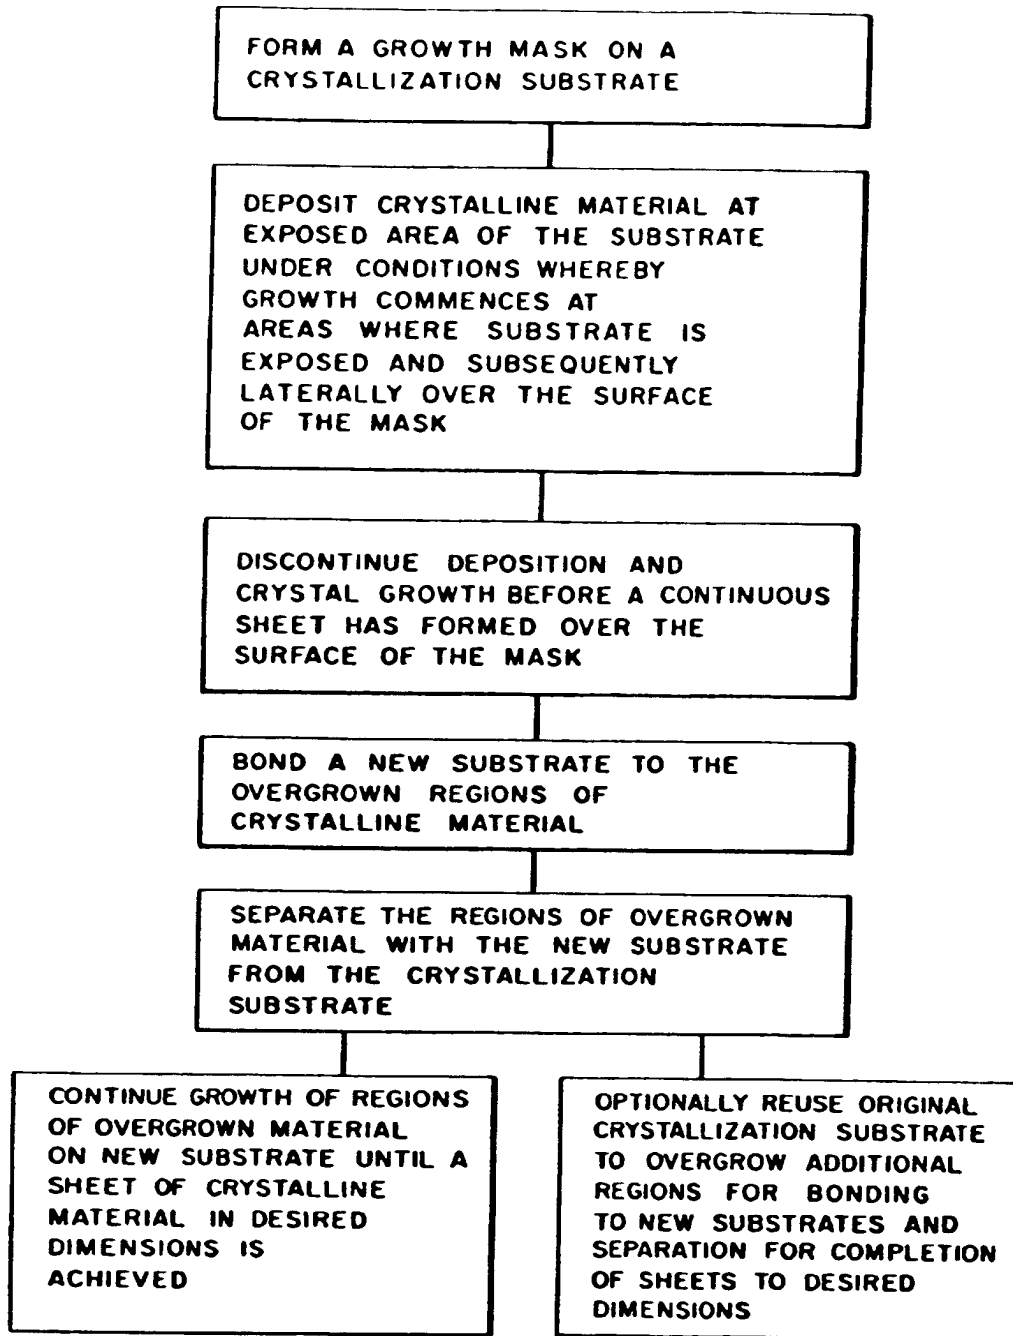 FORM A GROWTH MASK ON A
CRYSTALLIZATION SUBSTRATE
DEPOSIT CRYSTALLINE MATERIAL AT
EXPOSED AREA OF THE SUBSTRATE
UNDER CONDITIONS WHEREBY
GROWTH COMMENCES AT
AREAS WHERE SUBSTRATE IS
EXPOSED AND SUBSEQUENTLY
LATERALLY OVER THE SURFACE
OF THE MASK
DISCONTINUE DEPOSITION AND
CRYSTAL GROWTH BEFORE A CONTINUOUS
SHEET HAS FORMED OVER THE
SURFACE OF THE MASK
BOND A NEW SUBSTRATE TO THE
OVERGROWN REGIONS OF
CRYSTALLINE MATERIAL
SEPARATE THE REGIONS OF OVERGROWN
MATERIAL WITH THE NEW SUBSTRATE
FROM THE CRYSTALLIZATION
SUBSTRATE
CONTINUE GROWTH OF REGIONS
OF OVERGROWN MATERIAL
ON NEW SUBSTRATE UNTIL A
SHEET OF CRYSTALLINE
MATERIAL IN DESIRED
DIMENSIONS IS
ACHIEVED
OPTIONALLY REUSE ORIGINAL
CRYSTALLIZATION SUBSTRATE
TO OVERGROW ADDITIONAL
REGIONS FOR BONDING
TO NEW SUBSTRATES AND
SEPARATION FOR COMPLETION
OF SHEETS TO DESIRED
DIMENSIONS